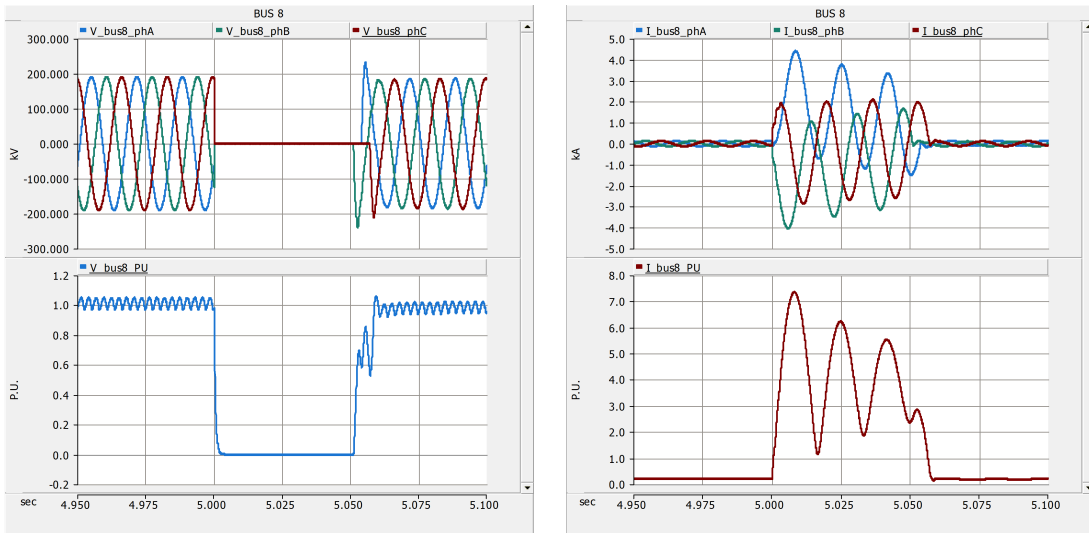 BUS 8
V_bus8_phA V_bus8_phB V_bus8_phC
300.000
200.000
100.000
0.000
-100.000
-200.000
-300.000
kV
V_bus8_PU
1.2
1.0
0.8
0.6
0.4
0.2
0.0
-0.2
P.U.
sec 4.950 4.975 5.000 5.025 5.050 5.075 5.100
BUS 8
I_bus8_phA I_bus8_phB I_bus8_phC
5.0
4.0
3.0
2.0
1.0
0.0
-1.0
-2.0
-3.0
-4.0
-5.0
kA
I_bus8_PU
8.0
7.0
6.0
5.0
4.0
3.0
2.0
1.0
0.0
P.U.
sec 4.950 4.975 5.000 5.025 5.050 5.075 5.100